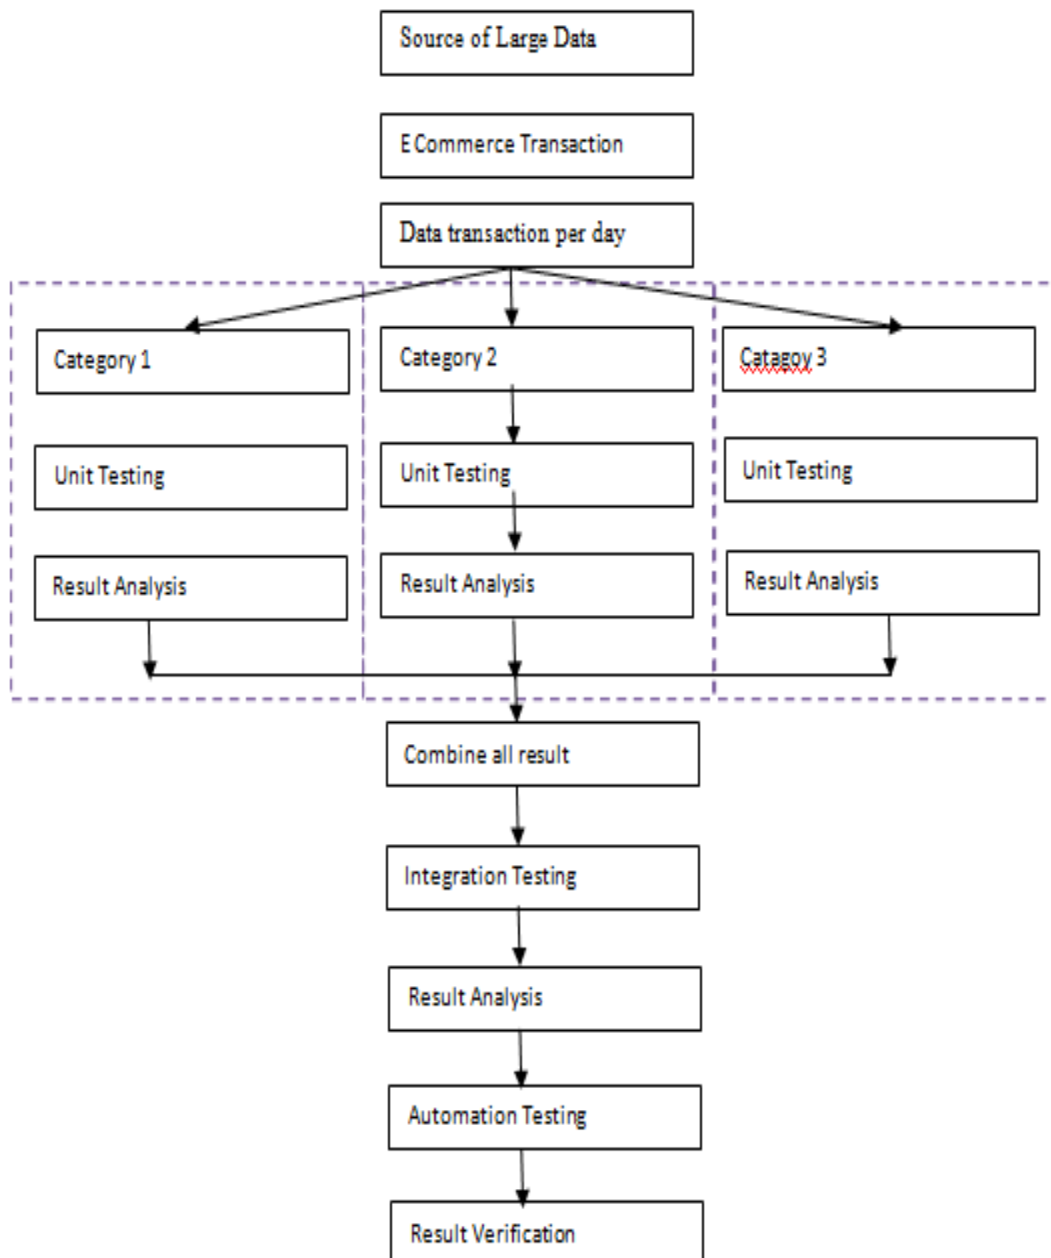 Source of Large Data
E Commerce Transaction
Data transaction per day
Category 1
Category 2
Catagoy 3
Unit Testing
Unit Testing
Unit Testing
Result Analysis
Result Analysis
Result Analysis
Combine all result
Integration Testing
Result Analysis
Automation Testing
Result Verification